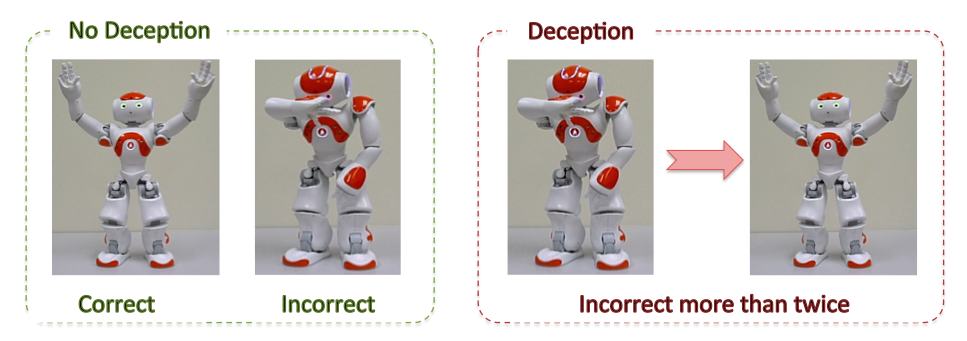 No Deception
Deception
Correct
Incorrect
Incorrect more than twice